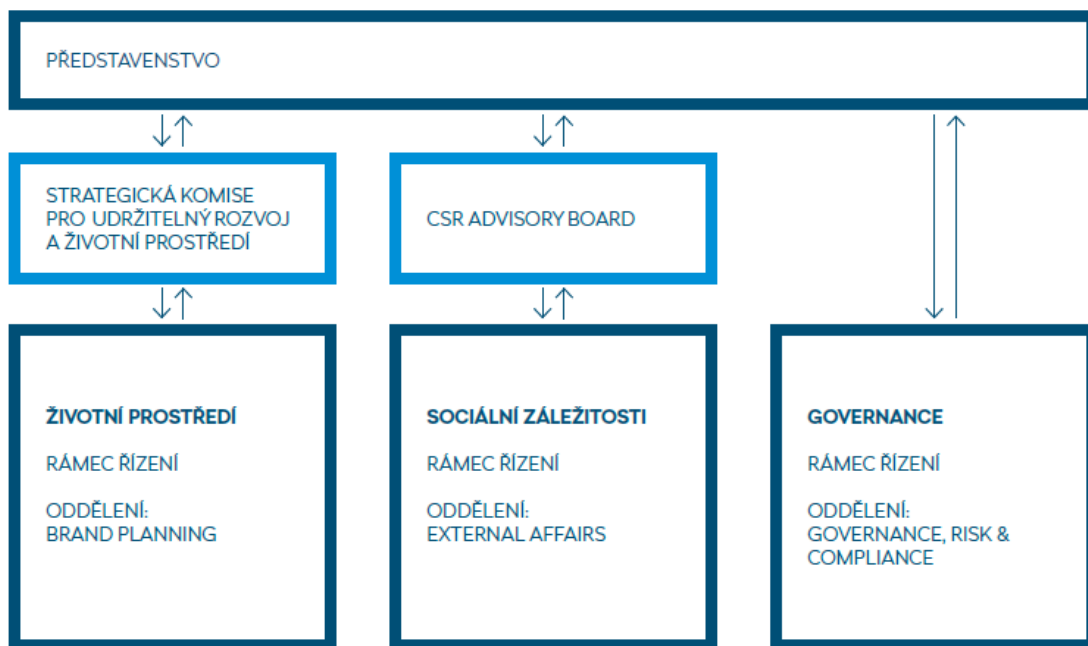 PŘEDSTAVENSTVO
STRATEGICKÁ KOMISE
PRO UDRŽITELNÝ ROZVOJ
A ŽIVOTNÍ PROSTŘEDÍ
CSR ADVISORY BOARD
ŽIVOTNÍ PROSTŘEDÍ
RÁMEC ŘÍZENÍ
ODDĚLENÍ:
BRAND PLANNING
SOCIÁLNÍ ZÁLEŽITOSTI
RÁMEC ŘÍZENÍ
ODDĚLENÍ:
EXTERNAL AFFAIRS
GOVERNANCE
RÁMEC ŘÍZENÍ
ODDĚLENÍ:
GOVERNANCE, RISK &
COMPLIANCE